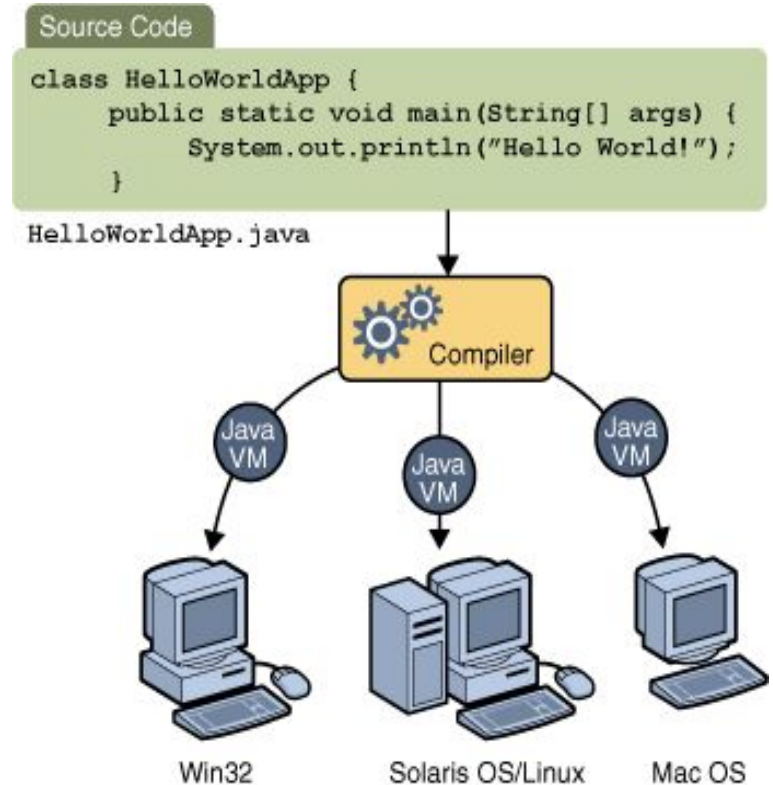 Source Code
class HelloWorldApp {
public static void main(String[] args) {
System.out.println("Hello World!");
}
HelloWorldApp.java
Compiler
Java
VM
Java
VM
Java
VM
Win32
Solaris OS/Linux
Mac OS